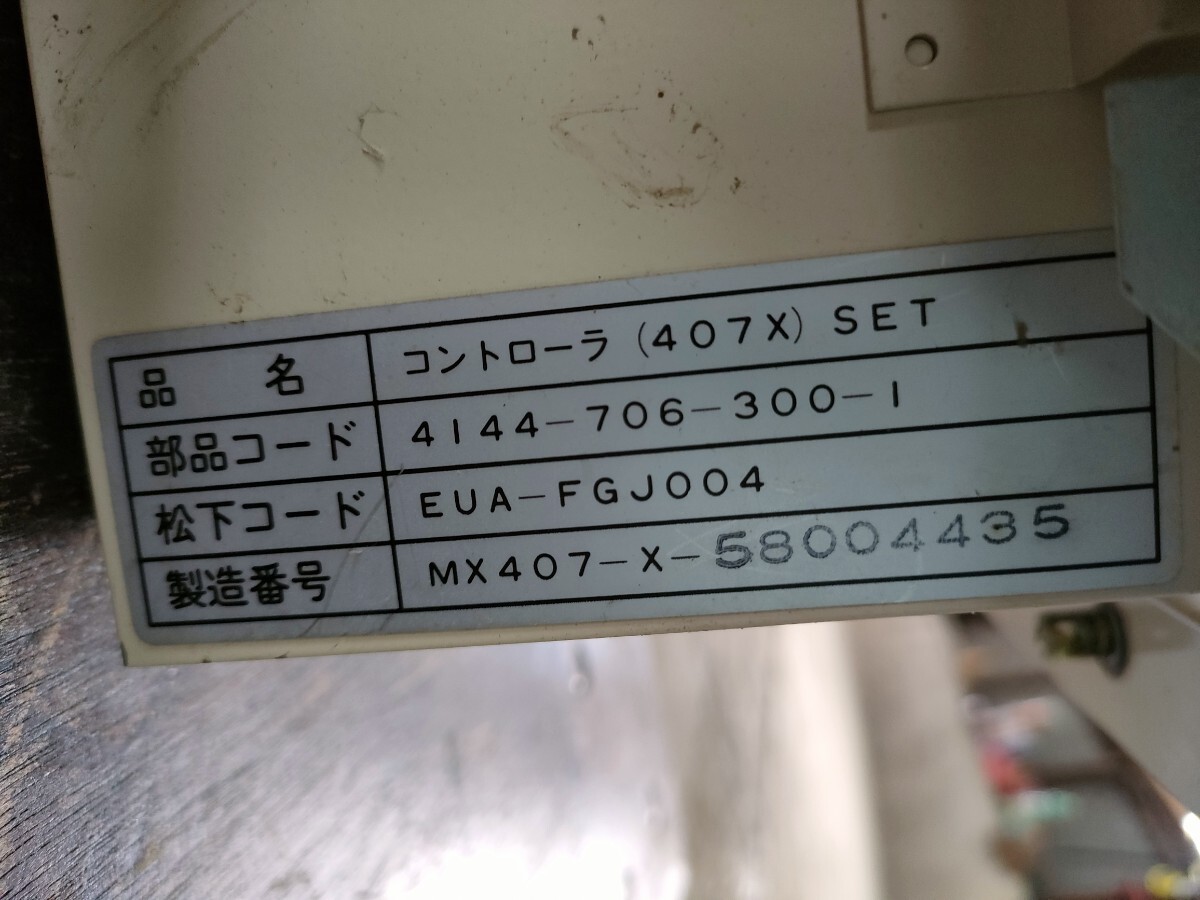 品名 コントローラ(407X) SET
部品コード 4144-706-300-1
松下コード EUA-FGJ004
製造番号 MX407-X-58004435